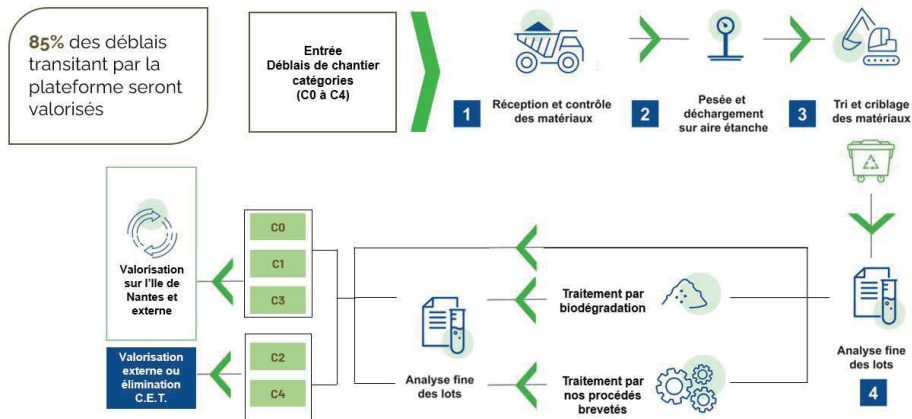 85% des déblais
transitant par la
plateforme seront
valorisés
Entrée
Déblais de chantier
catégories
(C0 à C4)
1
Réception et contrôle
des matériaux
2
Pesée et
déchargement
sur aire étanche
3
Tri et criblage
des matériaux
Analyse fine
des lots
4
Traitement par
biodégradation
Traitement par
nos procédés
brevetés
Analyse fine
des lots
C0
C1
C3
C2
C4
Valorisation
sur l'Ile de
Nantes et
externe
Valorisation
externe ou
élimination
C.E.T.